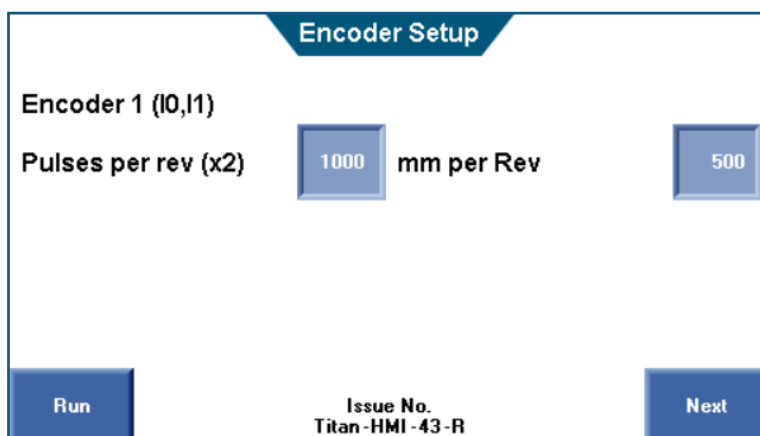 Encoder Setup
Encoder 1 (I0,I1)
Pulses per rev (x2) 1000 mm per Rev 500
Run Issue No. Next
Titan-HMI-43-R